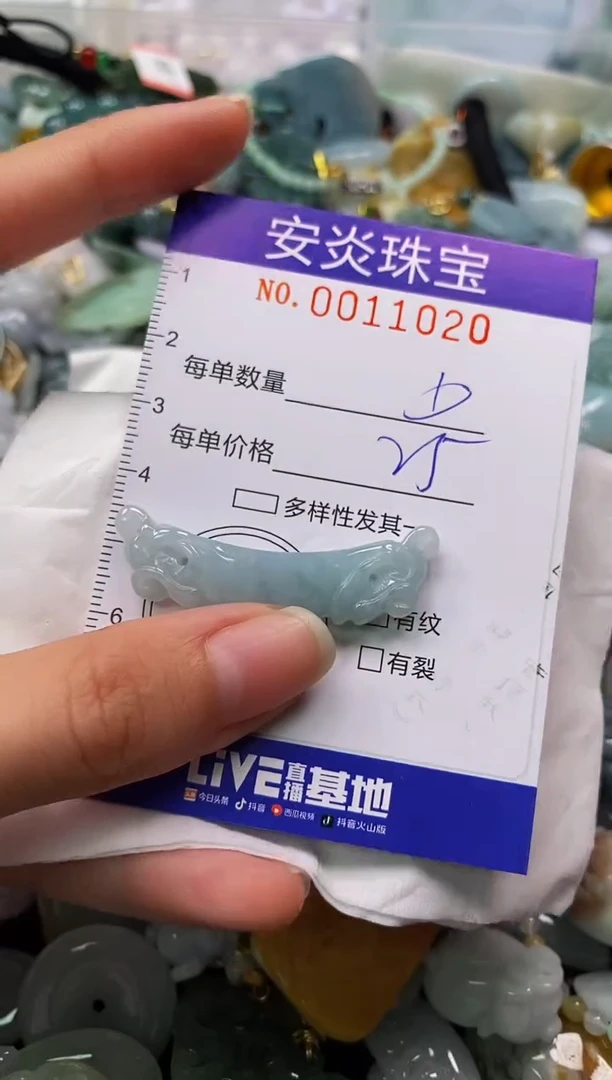 安炎珠宝
NO. 0011020
1
2
每单数量
3
每单价格 25
4
多样性发其一
6
有纹
有裂
LiVE直播基地
今日头条 抖音 西瓜视频 抖音火山版